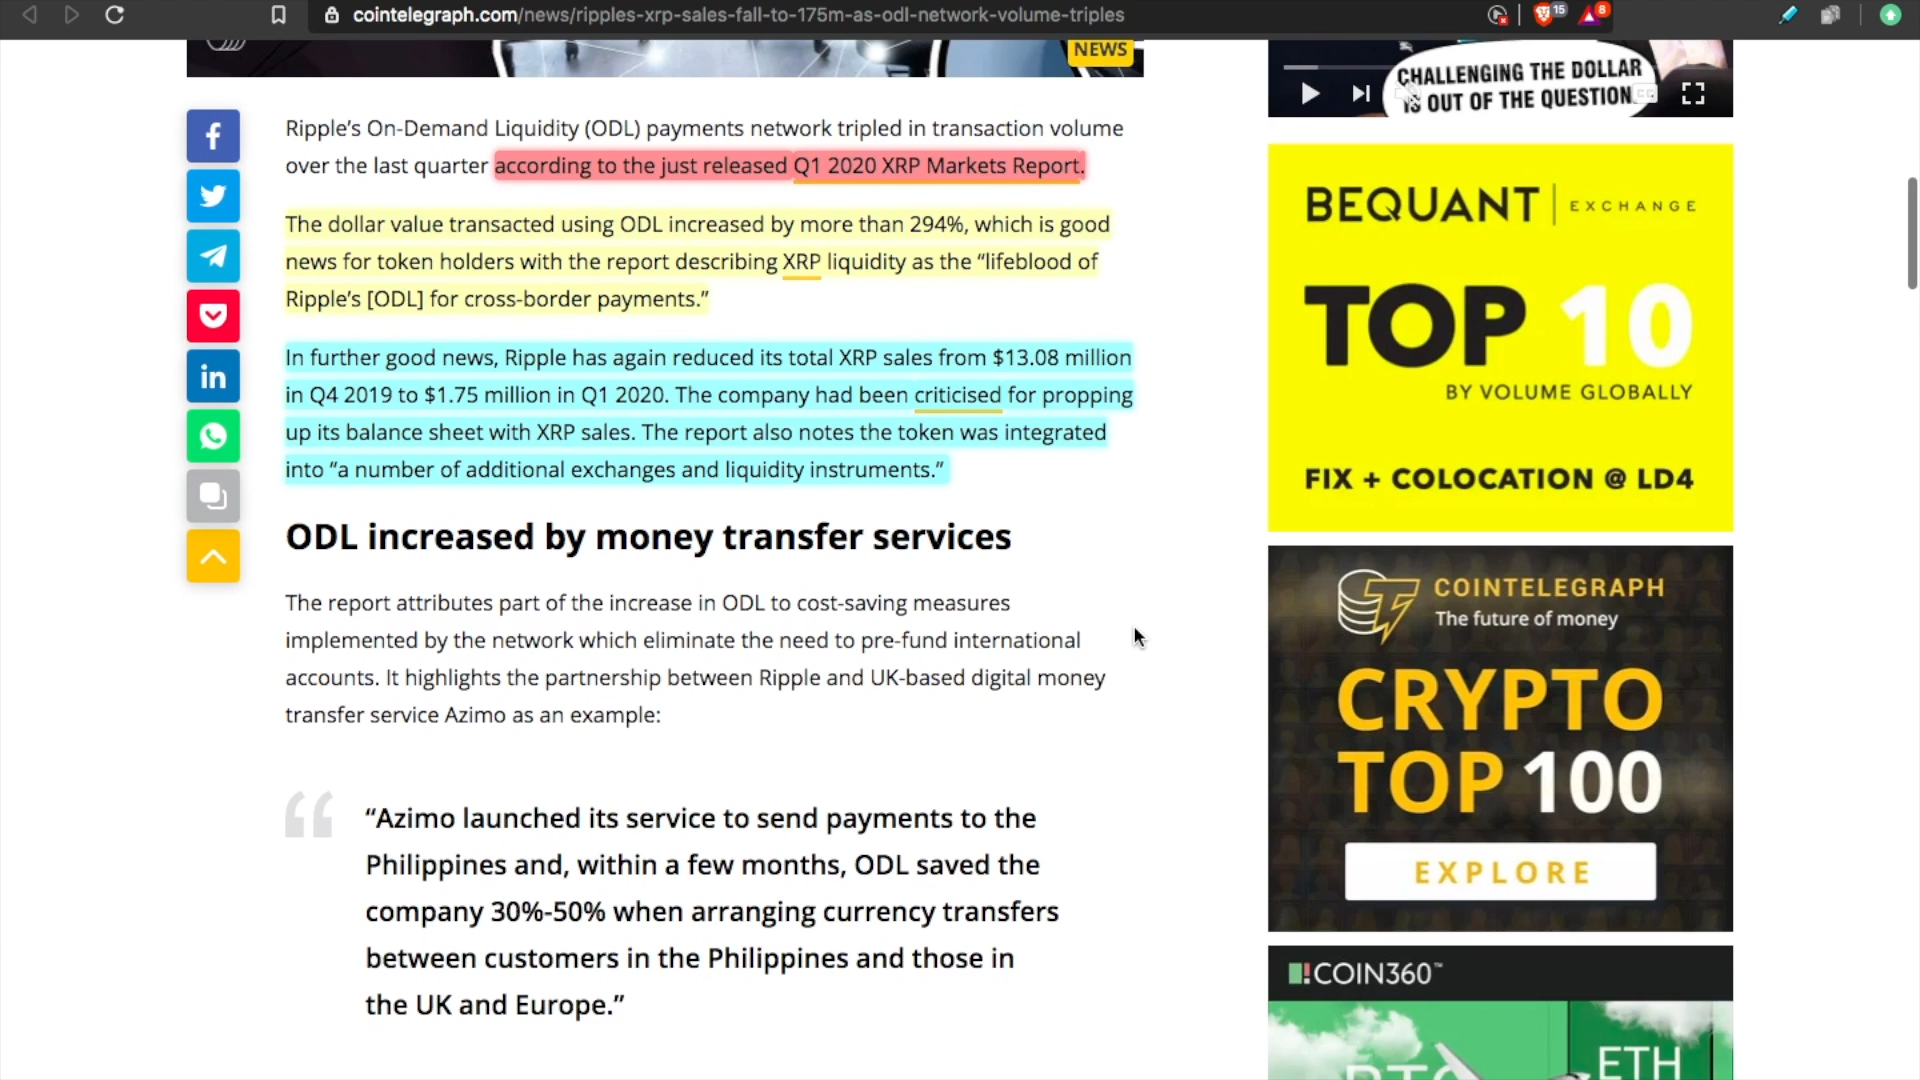 cointelegraph.com/news/ripples-xrp-sales-fall-to-175m-as-odl-network-volume-triples
15
8
NEWS
CHALLENGING THE DOLLAR
IS OUT OF THE QUESTION
Ripple’s On-Demand Liquidity (ODL) payments network tripled in transaction volume
over the last quarter according to the just released Q1 2020 XRP Markets Report.
The dollar value transacted using ODL increased by more than 294%, which is good
news for token holders with the report describing XRP liquidity as the “lifeblood of
Ripple’s [ODL] for cross-border payments.”
In further good news, Ripple has again reduced its total XRP sales from $13.08 million
in Q4 2019 to $1.75 million in Q1 2020. The company had been criticised for propping
up its balance sheet with XRP sales. The report also notes the token was integrated
into “a number of additional exchanges and liquidity instruments.”
ODL increased by money transfer services
The report attributes part of the increase in ODL to cost-saving measures
implemented by the network which eliminate the need to pre-fund international
accounts. It highlights the partnership between Ripple and UK-based digital money
transfer service Azimo as an example:
“Azimo launched its service to send payments to the
Philippines and, within a few months, ODL saved the
company 30%-50% when arranging currency transfers
between customers in the Philippines and those in
the UK and Europe.”
BEQUANT | EXCHANGE
TOP 10
BY VOLUME GLOBALLY
FIX + COLOCATION @ LD4
COINTELEGRAPH
The future of money
CRYPTO
TOP 100
EXPLORE
COIN360™
BTC
ETH